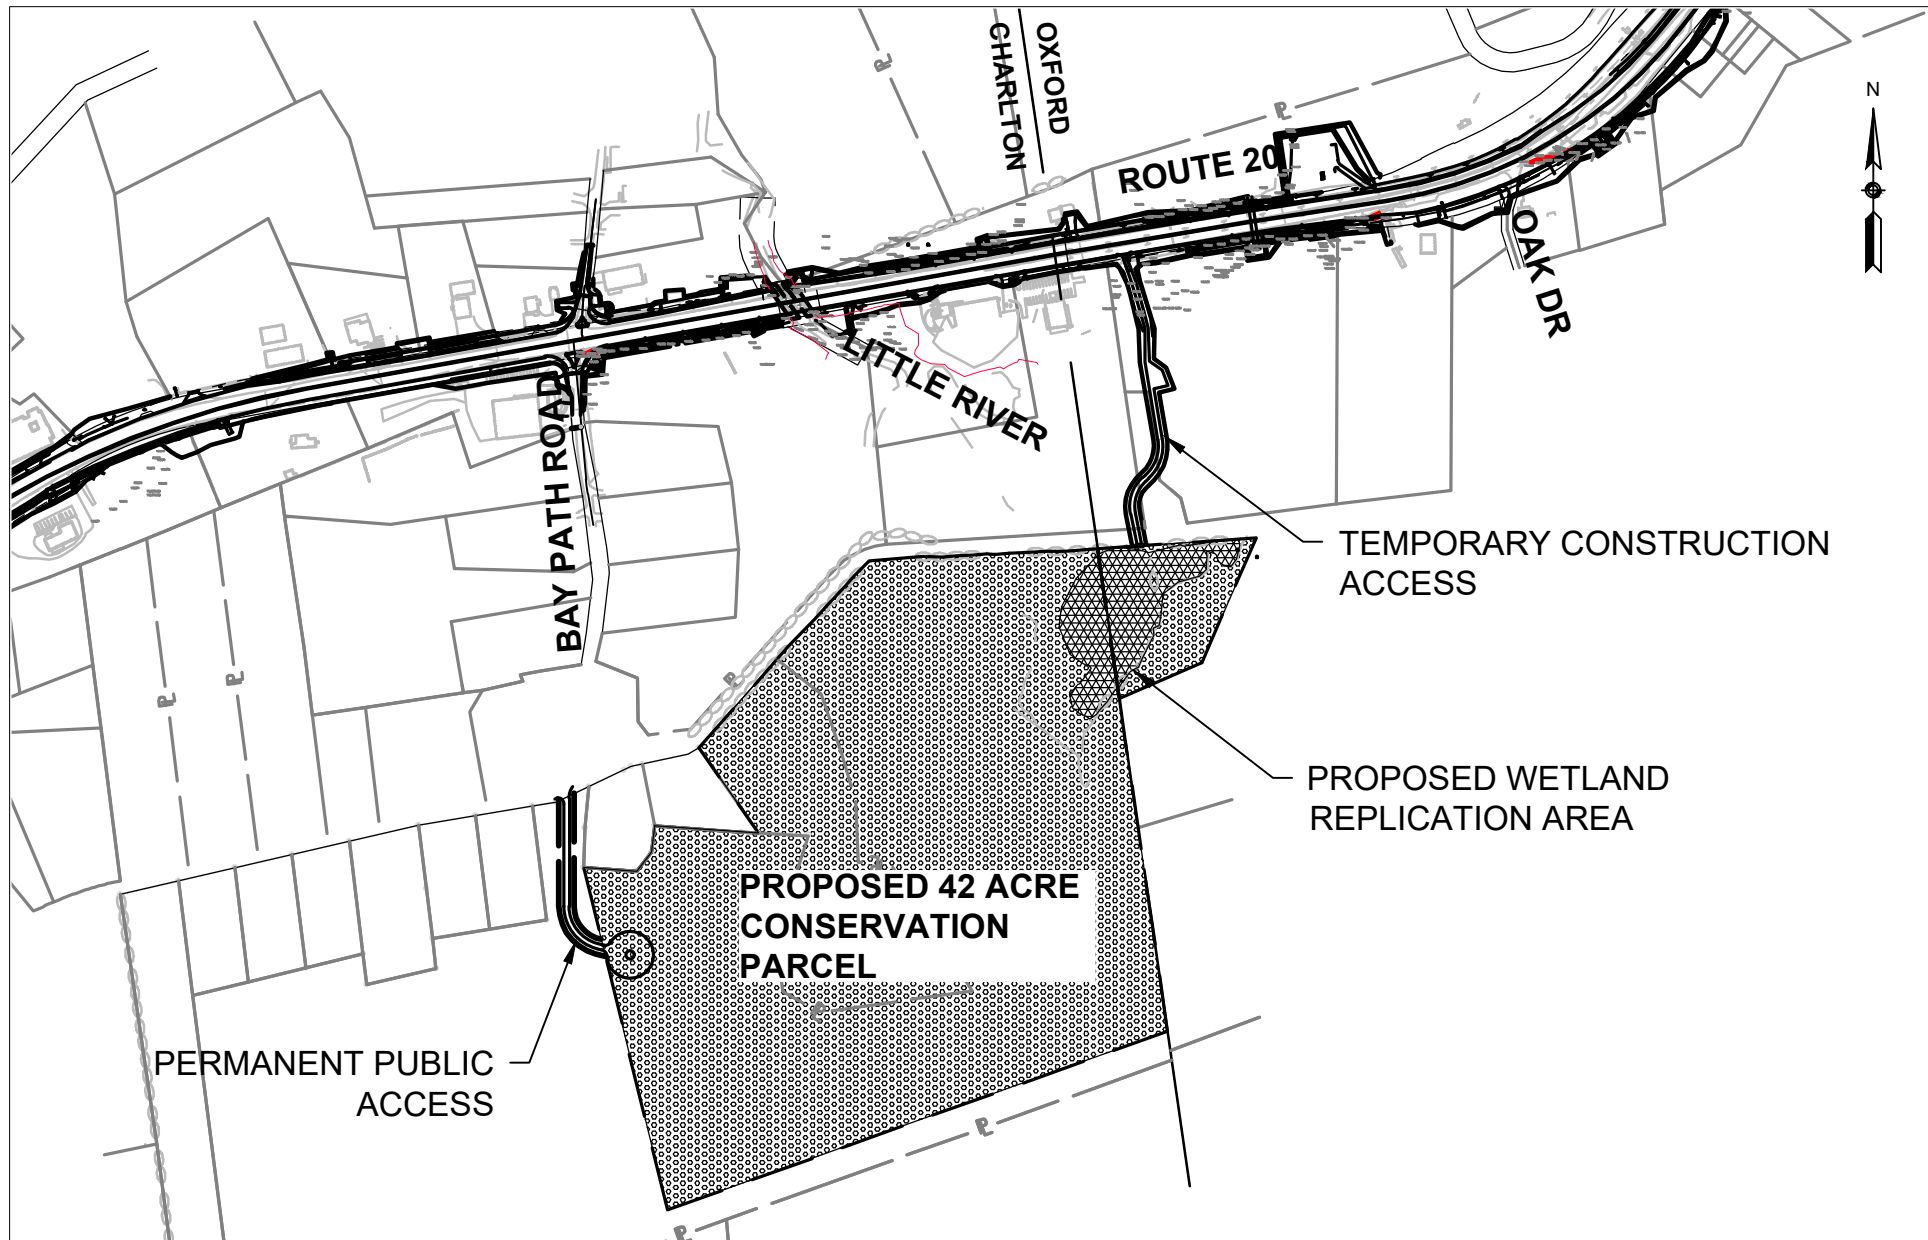 OXFORD
CHARLTON
N
ROUTE 20
OAK DR
LITTLE RIVER
BAY PATH ROAD
TEMPORARY CONSTRUCTION
ACCESS
PROPOSED WETLAND
REPLICATION AREA
PROPOSED 42 ACRE
CONSERVATION
PARCEL
PERMANENT PUBLIC
ACCESS